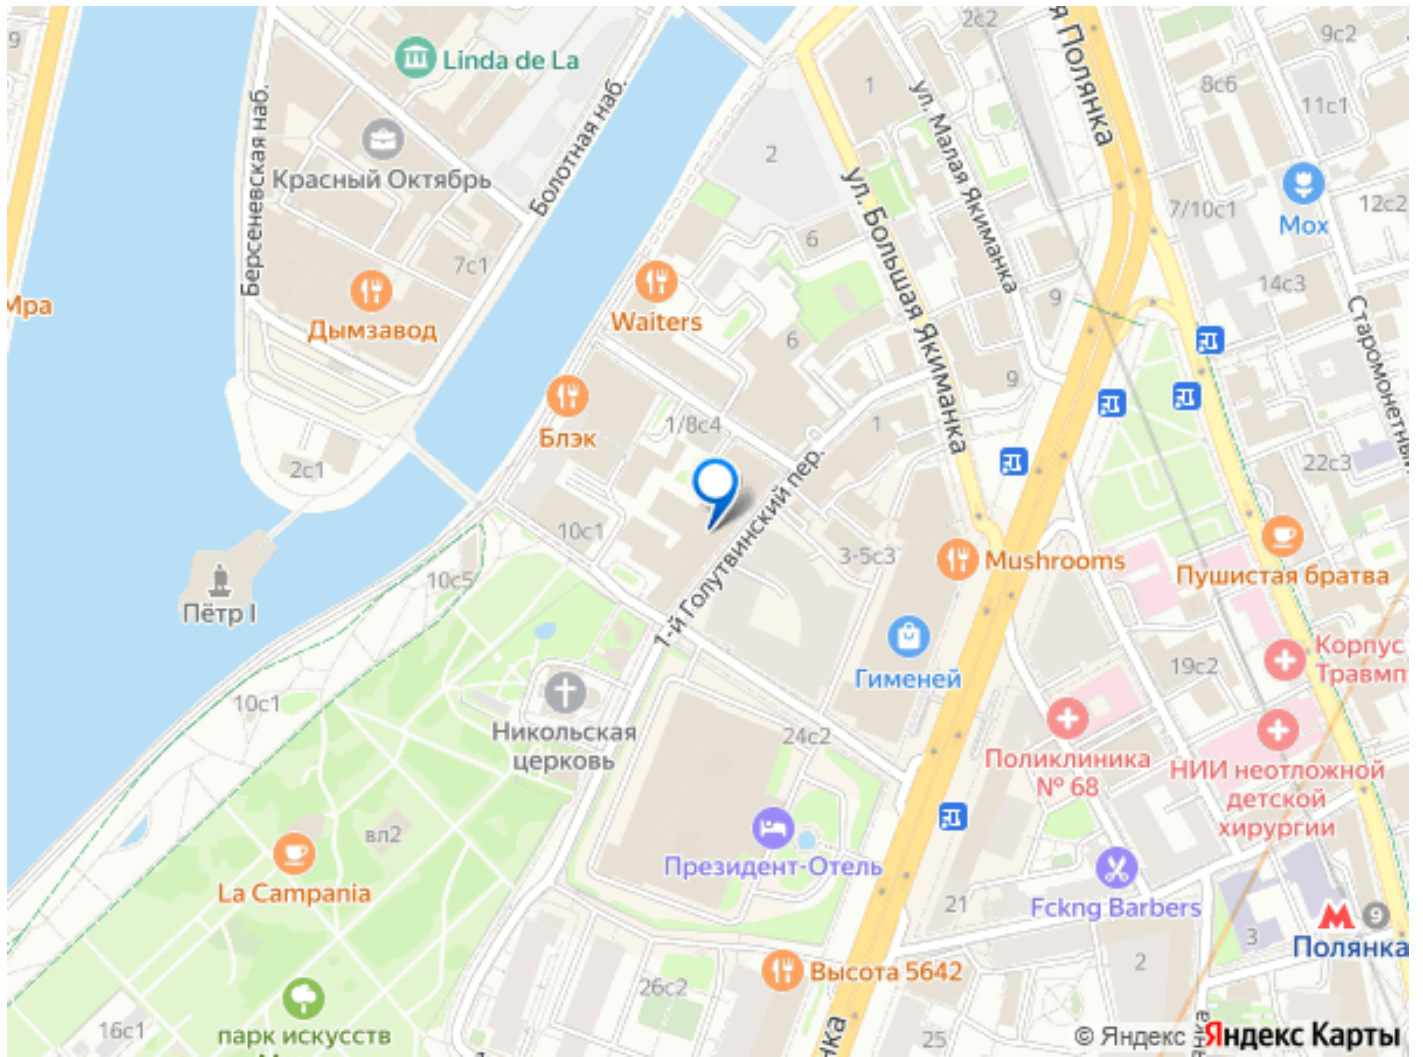 9
Linda de La
Берсеневская наб.
Болотная наб.
Красный Октябрь
7с1
Мра
Дымзавод
2с2
я Полянка
9с2
1
ул. Малая Якиманка
8с6
11с1
2
ул. Большая Якиманка
7/10с1
Мох
12с2
6
Waiters
6
9
14с3
Старомонетный
9
Блэк
1/8с4
1
2с1
22с3
10с1
1-й Голутвинский пер.
3-5с3
Mushrooms
Пушистая братва
10с5
Пётр I
Гименей
19с2
Корпус
Травмп
10с1
Никольская
церковь
24с2
Поликлиника
№ 68
НИИ неотложной
детской
хирургии
вл2
La Campania
Президент-Отель
21
Fckng Barbers
9
3
Полянка
2
Высота 5642
26с2
16с1
парк искусств
нка
25
© Яндекс Яндекс Карты